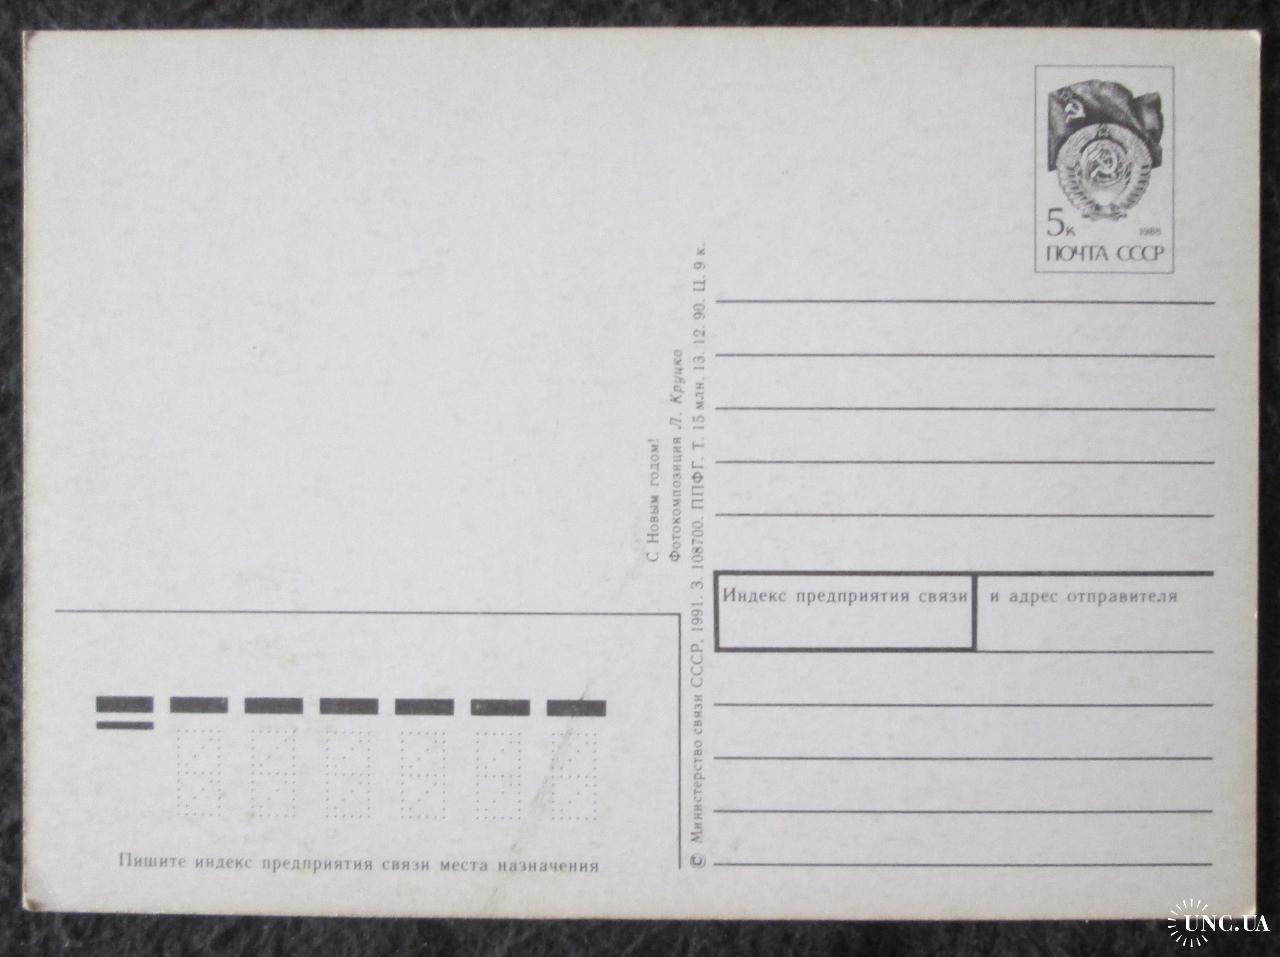 5к
1988
ПОЧТА СССР
С Новым годом!
Фотокомпозиция Л. Круцко
© Министерство связи СССР, 1991. З. 108700. ППФГ. Т. 15 млн. 13. 12. 90. Ц. 9 к.
Индекс предприятия связи и адрес отправителя
Пишите индекс предприятия связи места назначения
UNC.UA